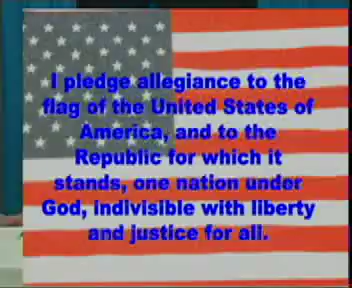 I pledge allegiance to the
flag of the United States of
America, and to the
Republic for which it
stands, one nation under
God, indivisible with liberty
and justice for all.